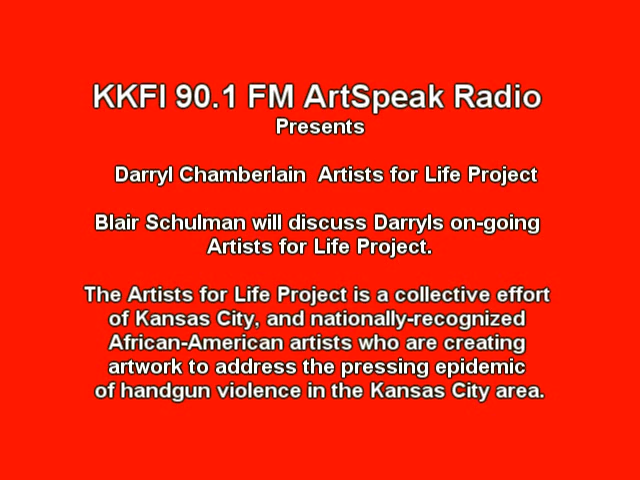 KKFI 90.1 FM ArtSpeak Radio
Presents
Darryl Chamberlain Artists for Life Project
Blair Schulman will discuss Darryls on-going
Artists for Life Project.
The Artists for Life Project is a collective effort
of Kansas City, and nationally-recognized
African-American artists who are creating
artwork to address the pressing epidemic
of handgun violence in the Kansas City area.